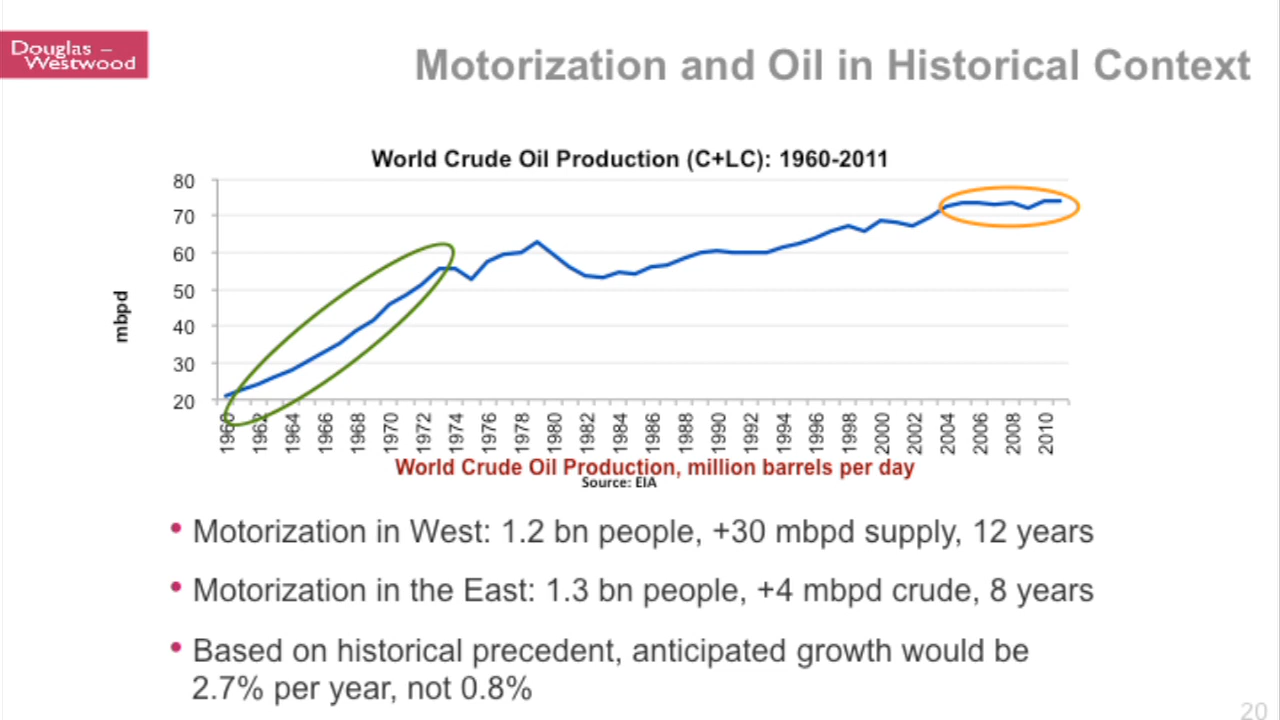 Douglas –
Westwood
Motorization and Oil in Historical Context
World Crude Oil Production (C+LC): 1960-2011
80
70
60
50
40
30
20
mbpd
1960 1962 1964 1966 1968 1970 1972 1974 1976 1978 1980 1982 1984 1986 1988 1990 1992 1994 1996 1998 2000 2002 2004 2006 2008 2010
World Crude Oil Production, million barrels per day
Source: EIA
• Motorization in West: 1.2 bn people, +30 mbpd supply, 12 years
• Motorization in the East: 1.3 bn people, +4 mbpd crude, 8 years
• Based on historical precedent, anticipated growth would be
2.7% per year, not 0.8%
20